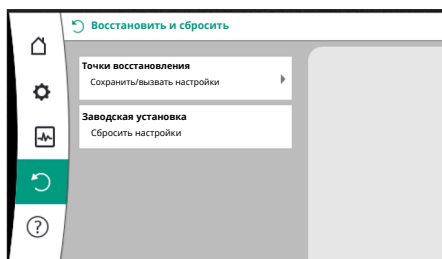 Восстановить и сбросить
Точки восстановления
Сохранить/вызвать настройки
Заводская установка
Сбросить настройки